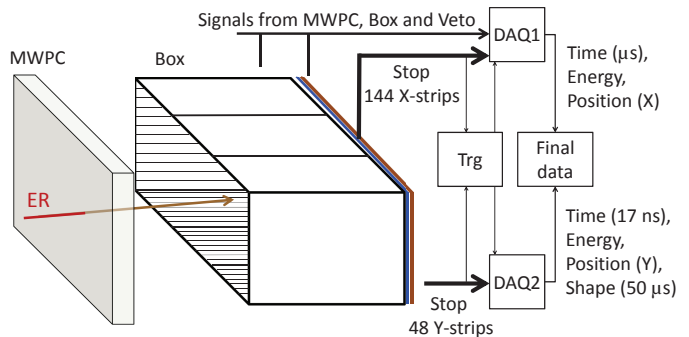 Signals from MWPC, Box and Veto
DAQ1
MWPC
Box
Stop
144 X-strips
Time (μs),
Energy,
Position (X)
Trg
Final
data
ER
Time (17 ns),
Energy,
Position (Y)
Shape (50 μs)
DAQ2
Stop
48 Y-strips